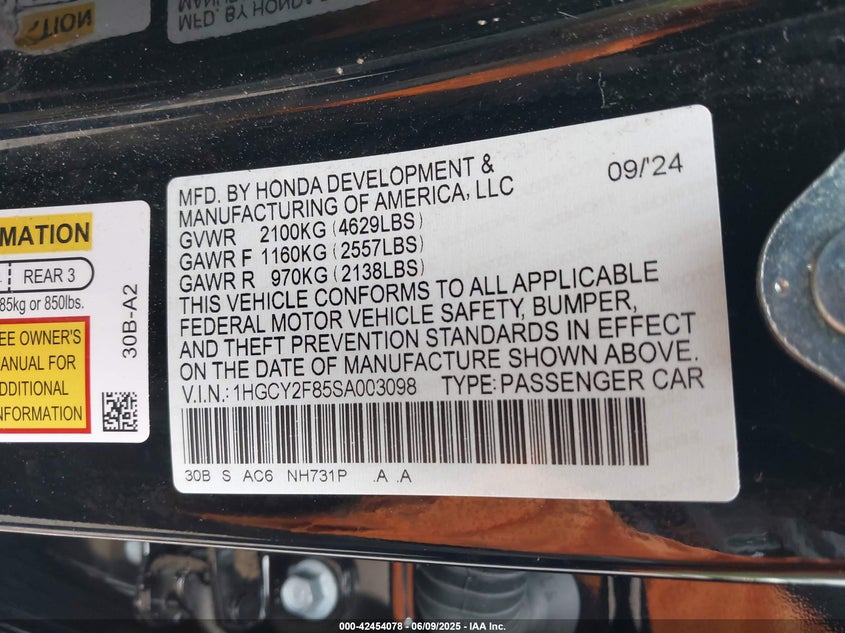 MFD. BY HONDA DEVELOPMENT & MANUFACTURING OF AMERICA, LLC 09/'24
GVWR 2100KG (4629LBS)
GAWR F 1160KG (2557LBS)
GAWR R 970KG (2138LBS)
THIS VEHICLE CONFORMS TO ALL APPLICABLE
FEDERAL MOTOR VEHICLE SAFETY, BUMPER,
AND THEFT PREVENTION STANDARDS IN EFFECT
ON THE DATE OF MANUFACTURE SHOWN ABOVE.
V.I.N.: 1HGCY2F85SA003098 TYPE: PASSENGER CAR
30B S AC6 NH731P .A .A
MATION
REAR 3
85kg or 850lbs.
EE OWNER'S
ANUAL FOR
DDITIONAL
NFORMATION
30B-A2
000-42454078 - 06/09/2025 - IAA Inc.